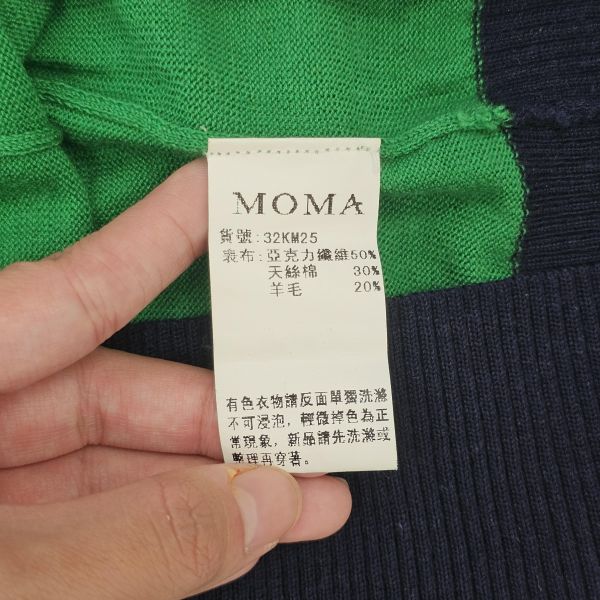 MOMA
貨號:32KM25
表布:亞克力纖維50%
天絲棉 30%
羊毛 20%
有色衣物請反面單獨洗滌
不可浸泡,輕微掉色為正
常現象,新品請先洗滌或
整理再穿著。